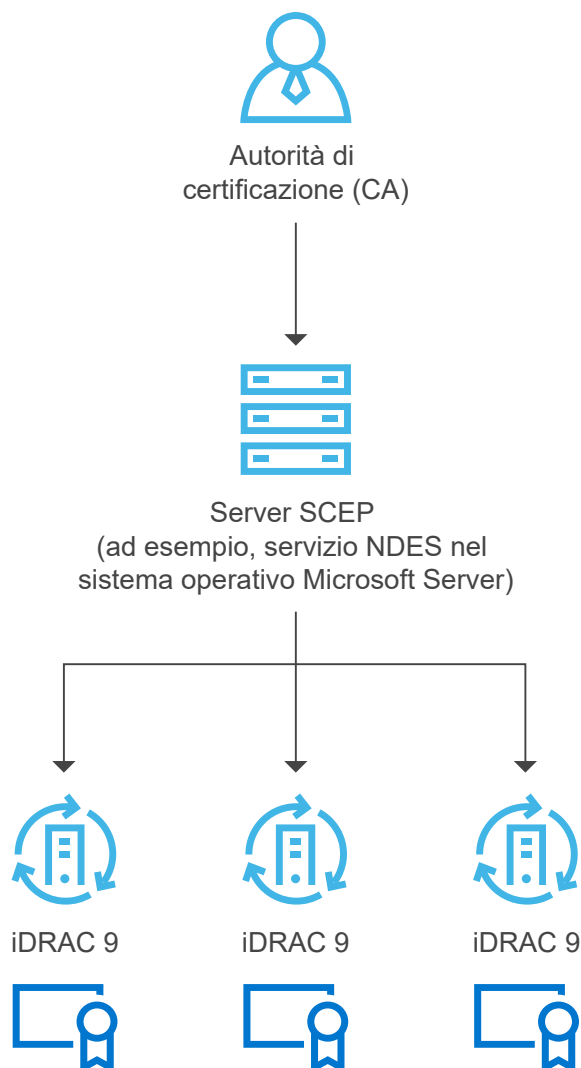 Autorità di
certificazione (CA)
Server SCEP
(ad esempio, servizio NDES nel
sistema operativo Microsoft Server)
iDRAC 9
iDRAC 9
iDRAC 9